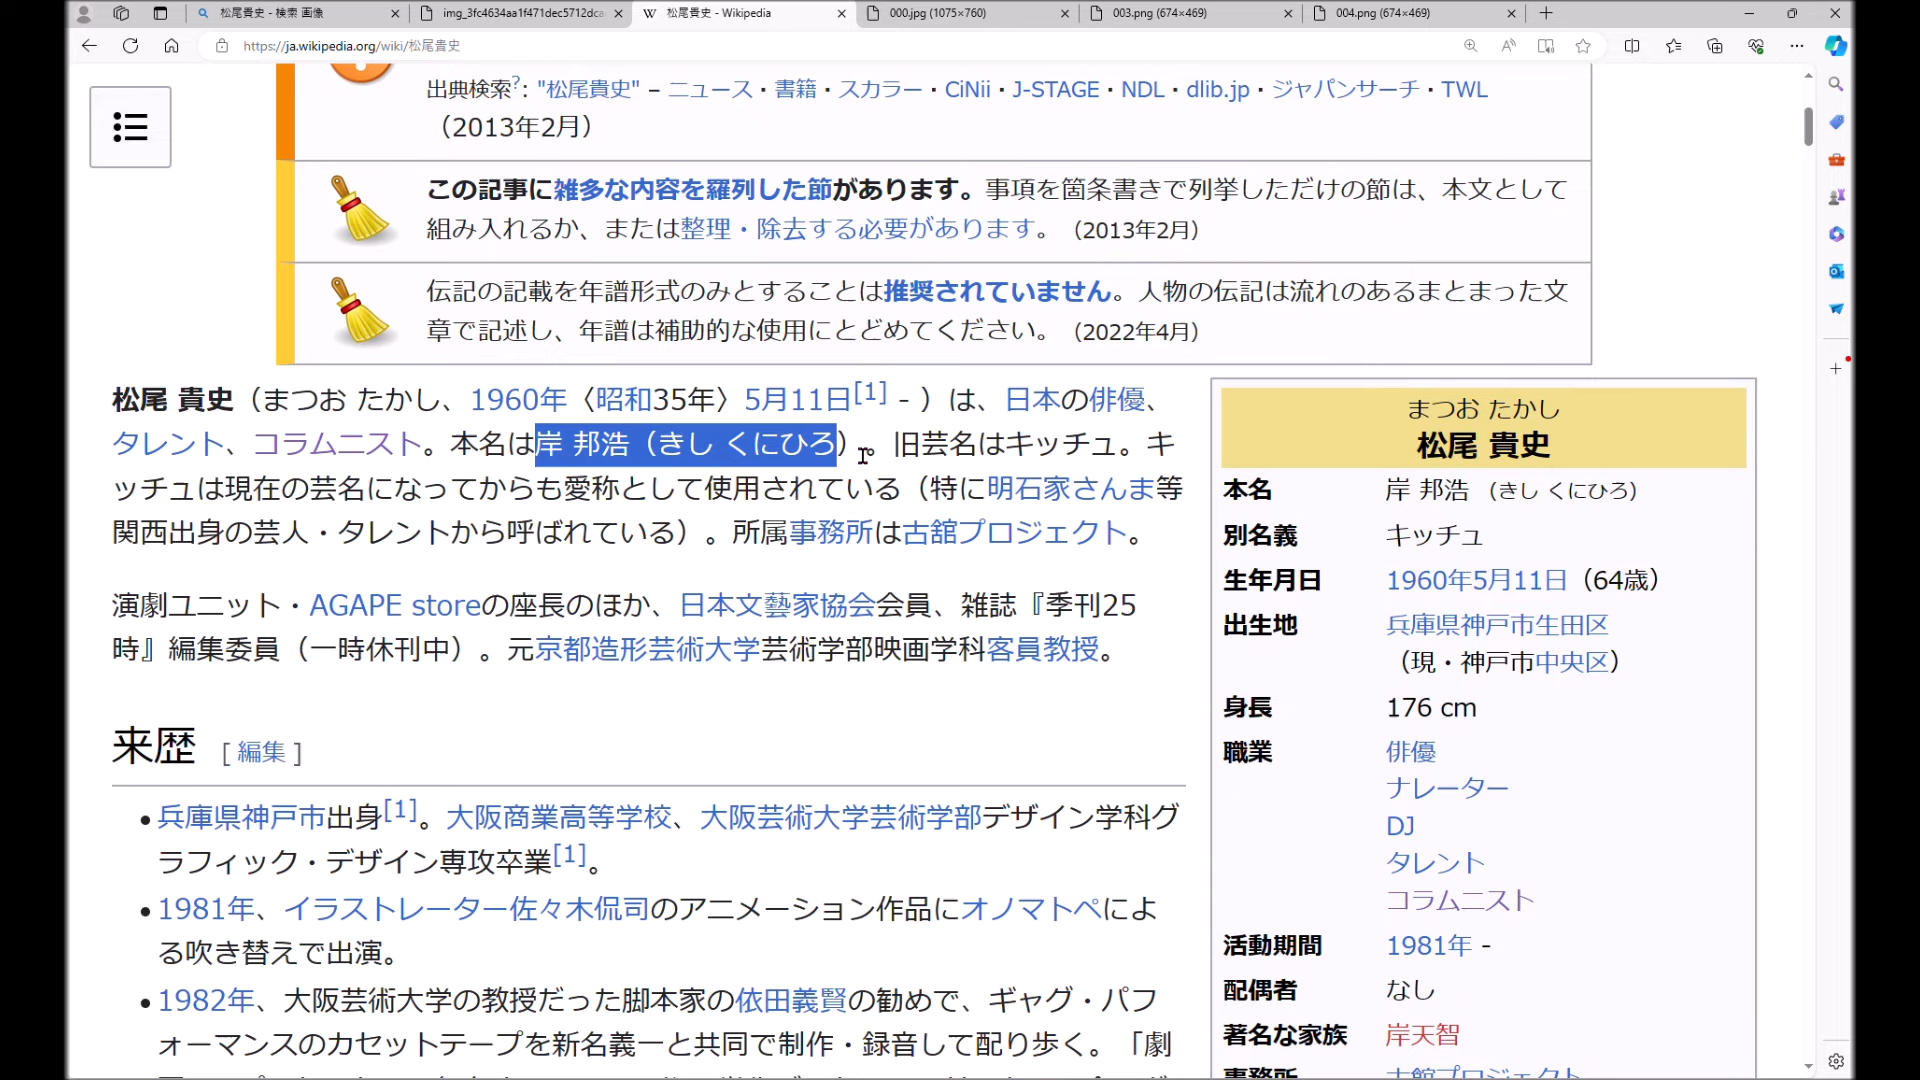 松尾貴史 - 検索 画像
img_3fc4634aa1f471dec5712dca
松尾貴史 - Wikipedia
000.jpg (1075×760)
003.png (674×469)
004.png (674×469)
https://ja.wikipedia.org/wiki/松尾貴史
出典検索?: "松尾貴史" – ニュース・書籍・スカラー・CiNii・J-STAGE・NDL・dlib.jp・ジャパンサーチ・TWL
（2013年2月）
この記事に雑多な内容を羅列した節があります。事項を箇条書きで列挙しただけの節は、本文として
組み入れるか、または整理・除去する必要があります。（2013年2月）
伝記の記載を年譜形式のみとすることは推奨されていません。人物の伝記は流れのあるまとまった文
章で記述し、年譜は補助的な使用にとどめてください。（2022年4月）
松尾 貴史（まつお たかし、1960年〈昭和35年〉5月11日[1] - ）は、日本の俳優、
タレント、コラムニスト。本名は岸 邦浩（きし くにひろ）。旧芸名はキッチュ。キ
ッチュは現在の芸名になってからも愛称として使用されている（特に明石家さんま等
関西出身の芸人・タレントから呼ばれている）。所属事務所は古舘プロジェクト。
演劇ユニット・AGAPE storeの座長のほか、日本文藝家協会会員、雑誌『季刊25
時』編集委員（一時休刊中）。元京都造形芸術大学芸術学部映画学科客員教授。
来歴 [ 編集 ]
兵庫県神戸市出身[1]。大阪商業高等学校、大阪芸術大学芸術学部デザイン学科グ
ラフィック・デザイン専攻卒業[1]。
1981年、イラストレーター佐々木侃司のアニメーション作品にオノマトペによ
る吹き替えで出演。
1982年、大阪芸術大学の教授だった脚本家の依田義賢の勧めで、ギャグ・パフ
ォーマンスのカセットテープを新名義一と共同で制作・録音して配り歩く。「劇
まつお たかし
松尾 貴史
本名 岸 邦浩 （きし くにひろ）
別名義 キッチュ
生年月日 1960年5月11日（64歳）
出生地 兵庫県神戸市生田区
（現・神戸市中央区）
身長 176 cm
職業 俳優
ナレーター
DJ
タレント
コラムニスト
活動期間 1981年 -
配偶者 なし
著名な家族 岸天智
事務所 古舘プロジェクト